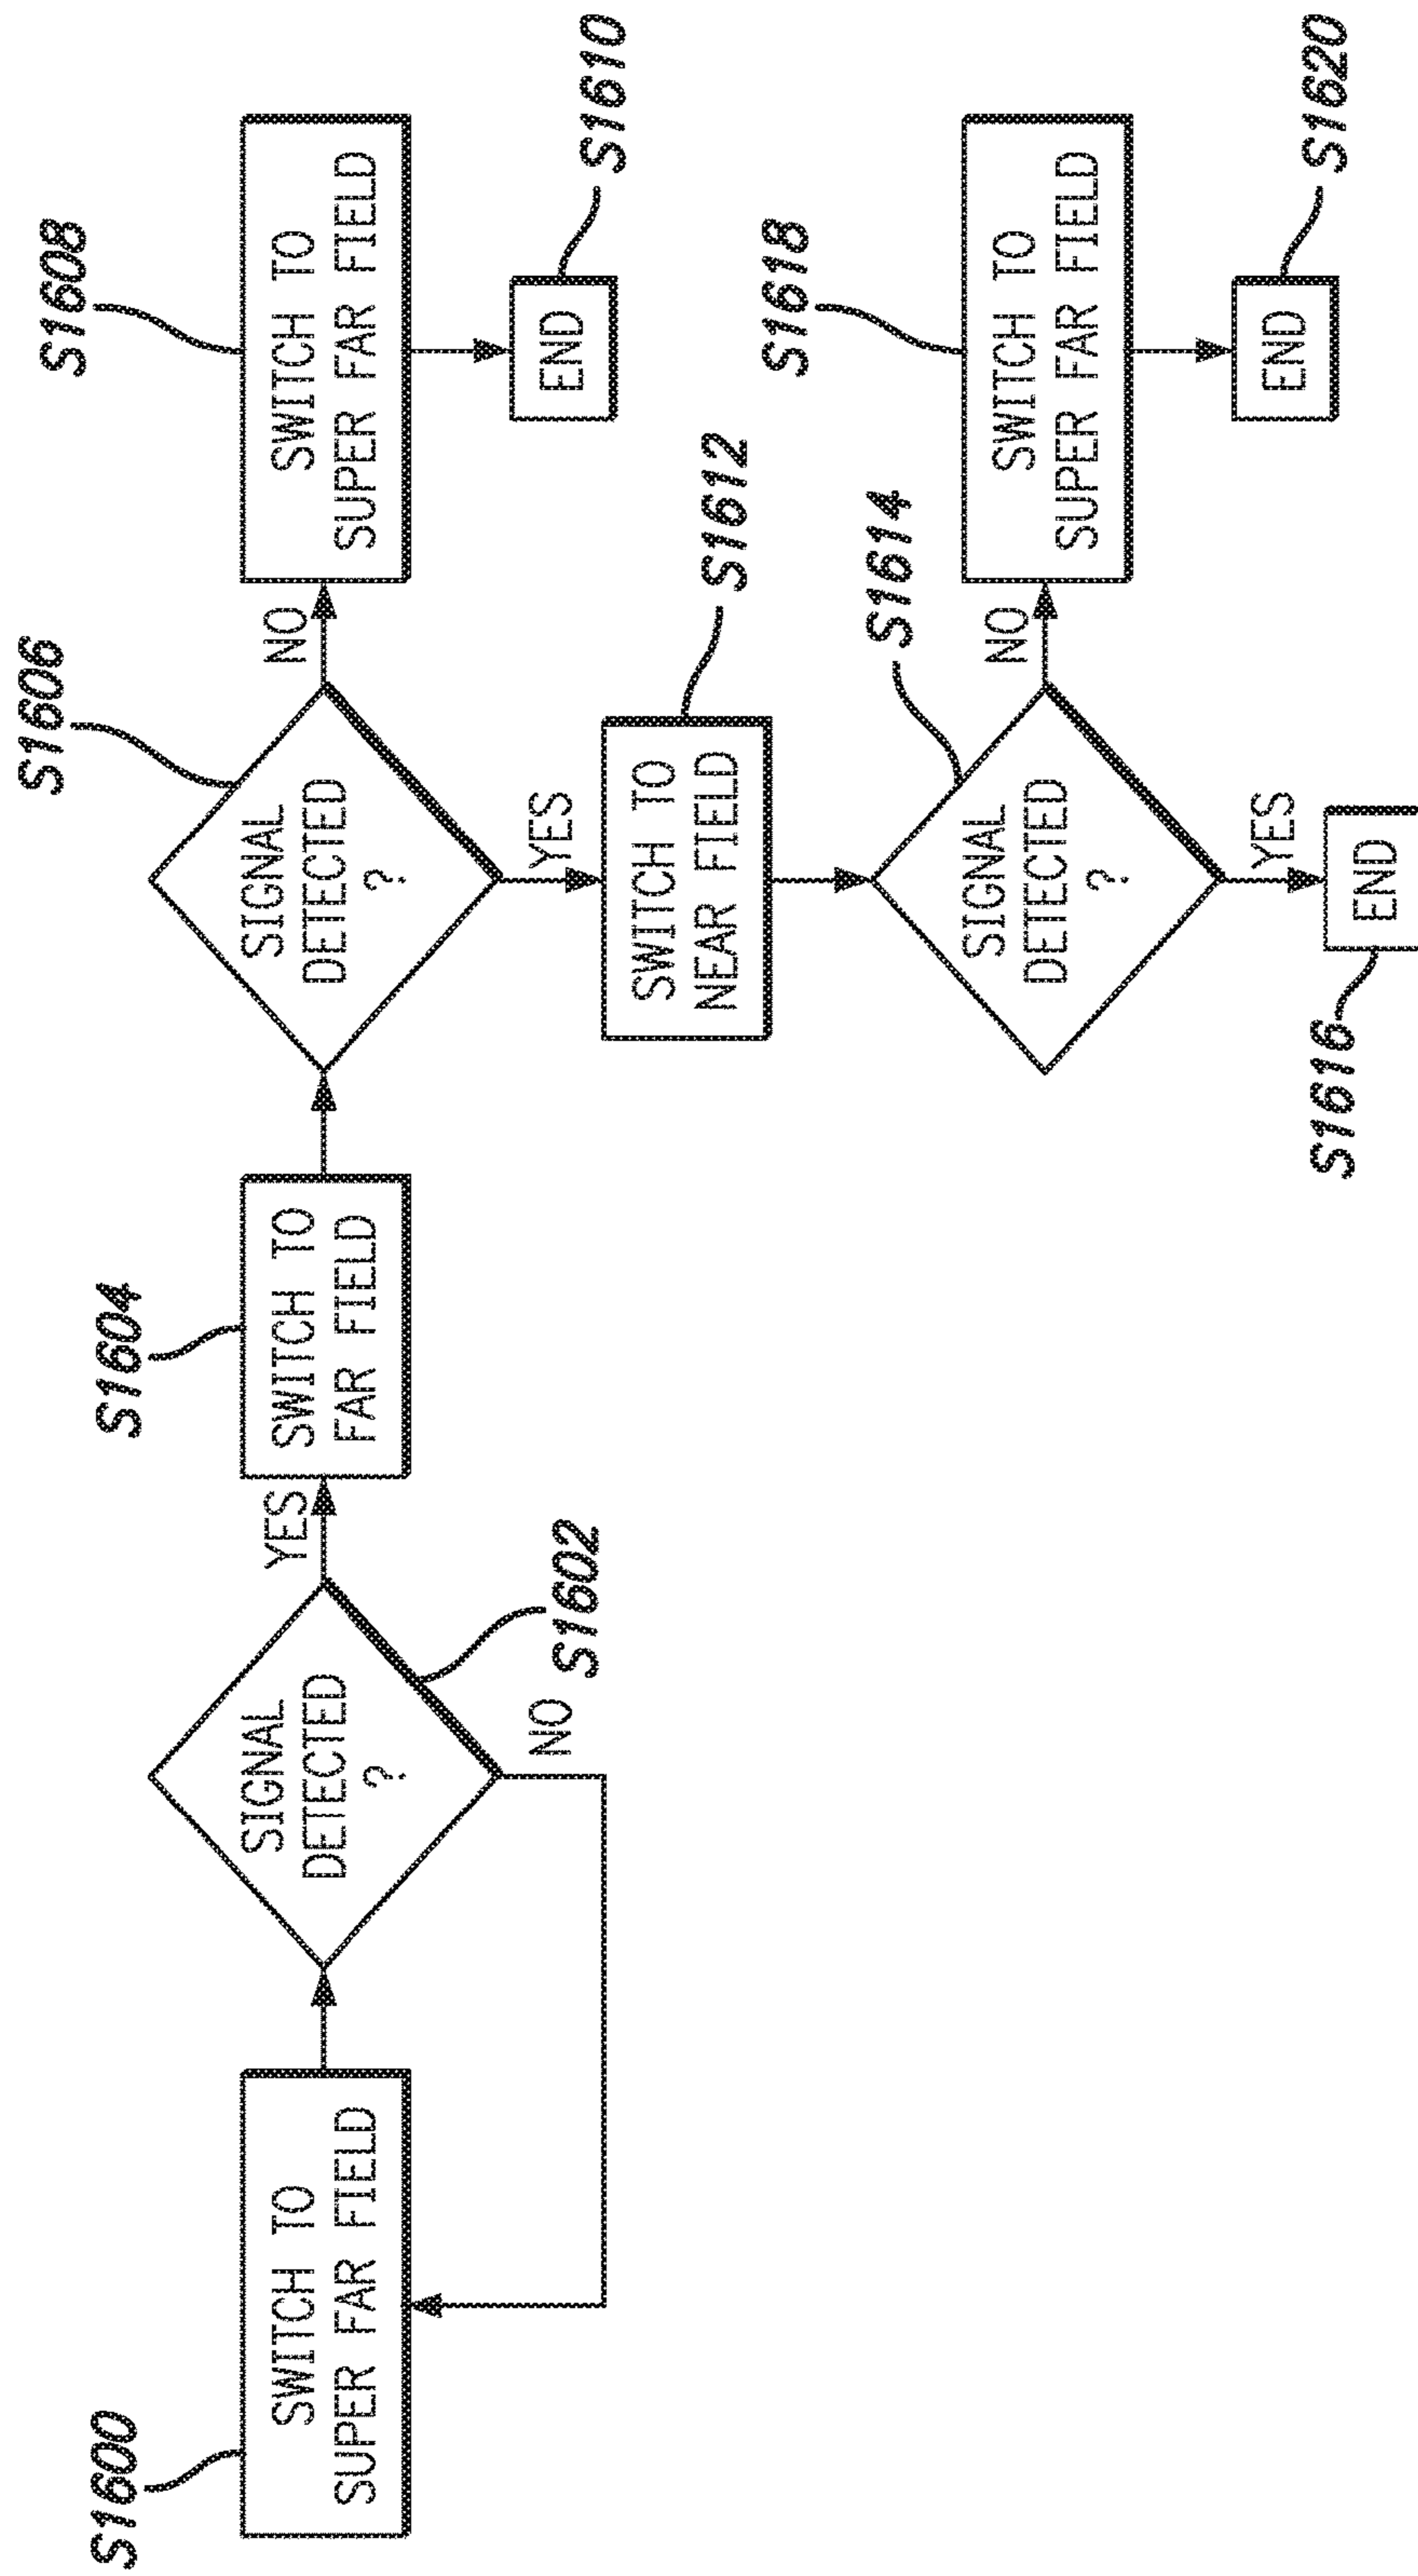 S1600
SWITCH TO
SUPER FAR FIELD
SIGNAL
DETECTED
?
S1602
NO
YES
S1604
SWITCH TO
FAR FIELD
S1606
SIGNAL
DETECTED
?
NO
S1608
SWITCH TO
SUPER FAR FIELD
END
S1610
YES
SWITCH TO
NEAR FIELD
S1612
S1614
SIGNAL
DETECTED
?
NO
S1618
SWITCH TO
SUPER FAR FIELD
END
S1620
YES
S1616
END